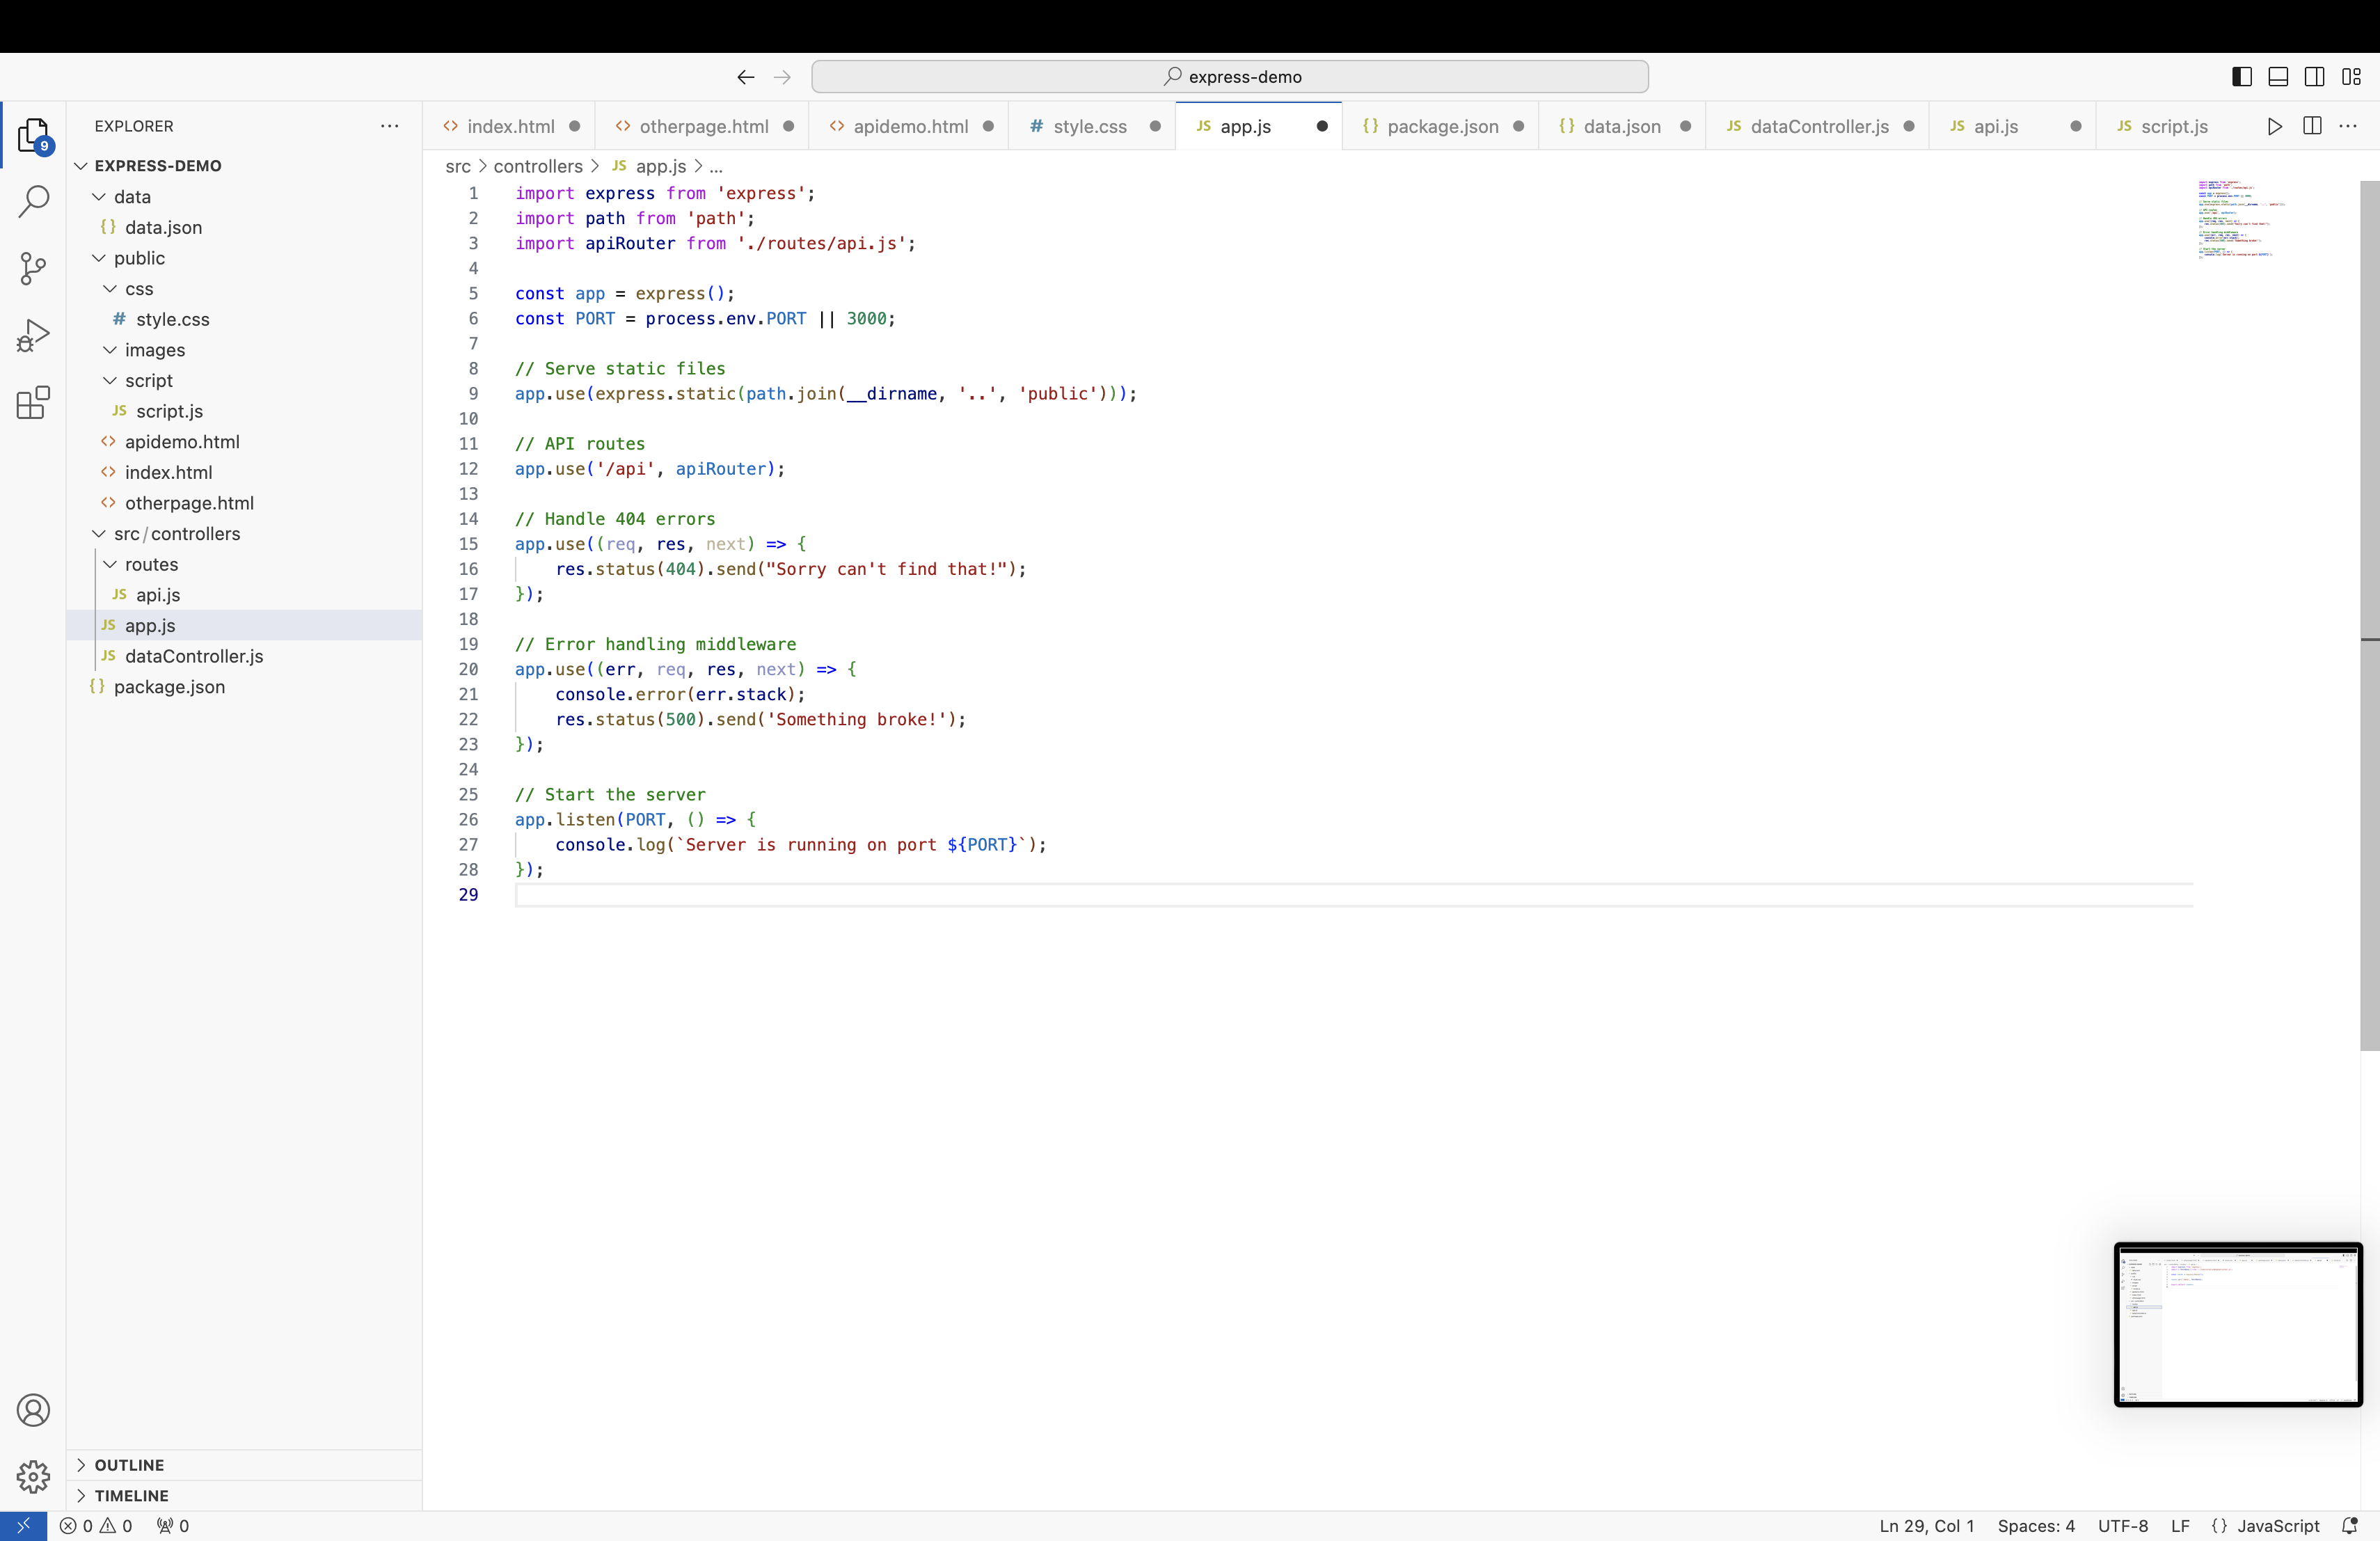 express-demo
EXPLORER
9
EXPRESS-DEMO
data
{} data.json
public
css
# style.css
images
script
JS script.js
<> apidemo.html
<> index.html
<> otherpage.html
src/controllers
routes
JS api.js
JS app.js
JS dataController.js
{} package.json
OUTLINE
TIMELINE
<> index.html <> otherpage.html <> apidemo.html # style.css JS app.js {} package.json {} data.json JS dataController.js JS api.js JS script.js
src > controllers > JS app.js > ...
1 import express from 'express';
2 import path from 'path';
3 import apiRouter from './routes/api.js';
4
5 const app = express();
6 const PORT = process.env.PORT || 3000;
7
8 // Serve static files
9 app.use(express.static(path.join(__dirname, '..', 'public')));
10
11 // API routes
12 app.use('/api', apiRouter);
13
14 // Handle 404 errors
15 app.use((req, res, next) => {
16 res.status(404).send("Sorry can't find that!");
17 });
18
19 // Error handling middleware
20 app.use((err, req, res, next) => {
21 console.error(err.stack);
22 res.status(500).send('Something broke!');
23 });
24
25 // Start the server
26 app.listen(PORT, () => {
27 console.log(`Server is running on port ${PORT}`);
28 });
29
0 0 0 Ln 29, Col 1 Spaces: 4 UTF-8 LF {} JavaScript